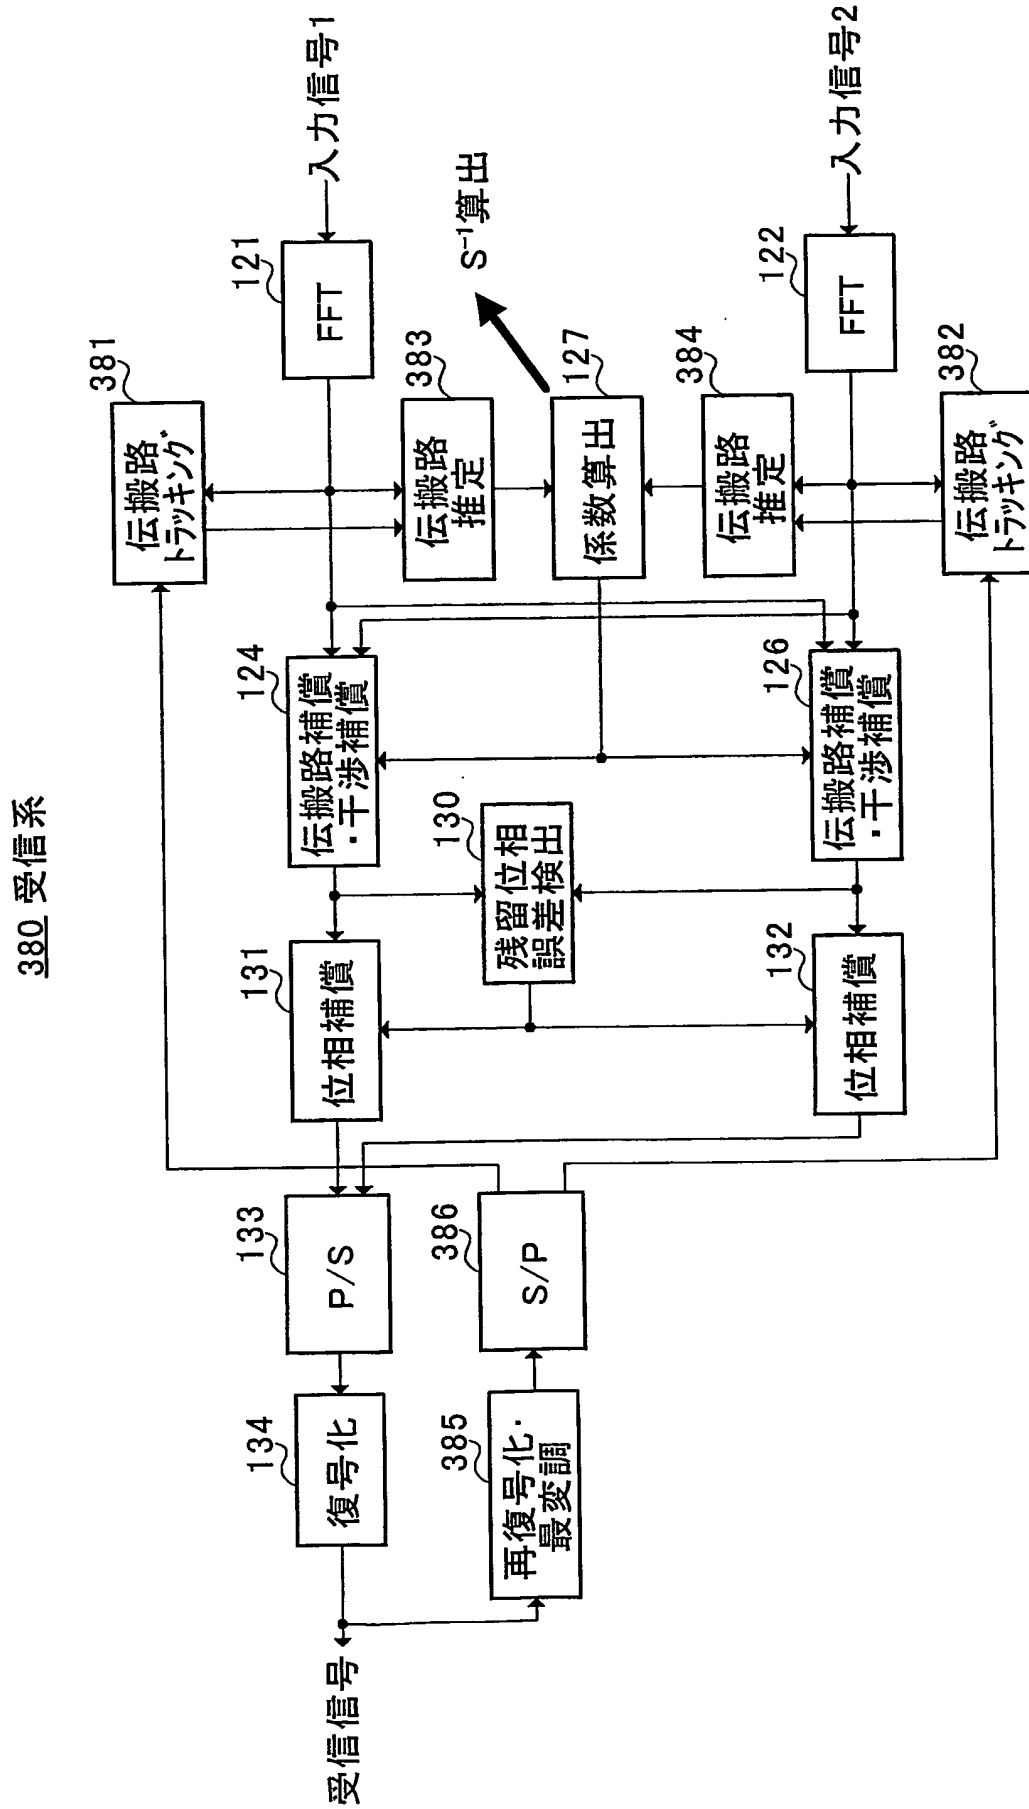 380 受信系
381
伝搬路
トラッキング
121
FFT
入力信号1
124
伝搬路補償
・干渉補償
383
伝搬路
推定
S⁻¹算出
131
位相補償
133
P/S
134
復号化
受信信号
130
残留位相
誤差検出
127
係数算出
386
S/P
385
再復号化・
最変調
384
伝搬路
推定
126
伝搬路補償
・干渉補償
132
位相補償
122
FFT
入力信号2
382
伝搬路
トラッキング